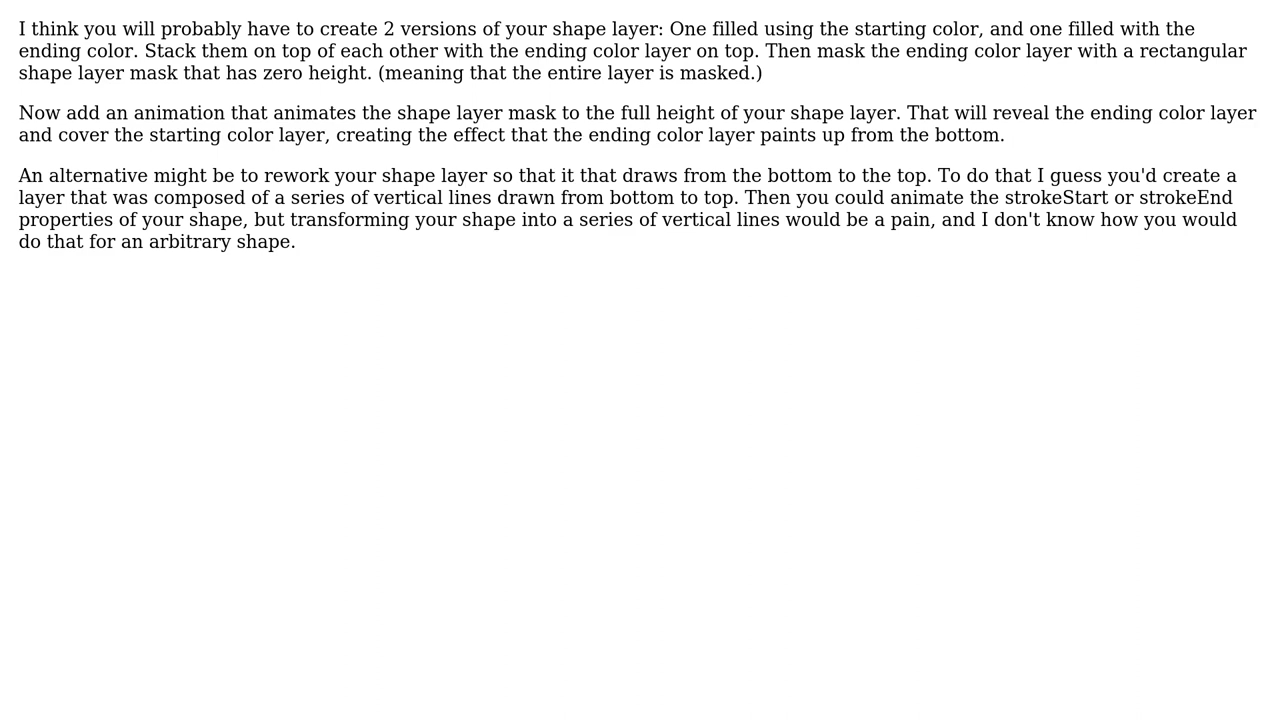 I think you will probably have to create 2 versions of your shape layer: One filled using the starting color, and one filled with the
ending color. Stack them on top of each other with the ending color layer on top. Then mask the ending color layer with a rectangular
shape layer mask that has zero height. (meaning that the entire layer is masked.)
Now add an animation that animates the shape layer mask to the full height of your shape layer. That will reveal the ending color layer
and cover the starting color layer, creating the effect that the ending color layer paints up from the bottom.
An alternative might be to rework your shape layer so that it that draws from the bottom to the top. To do that I guess you'd create a
layer that was composed of a series of vertical lines drawn from bottom to top. Then you could animate the strokeStart or strokeEnd
properties of your shape, but transforming your shape into a series of vertical lines would be a pain, and I don't know how you would
do that for an arbitrary shape.